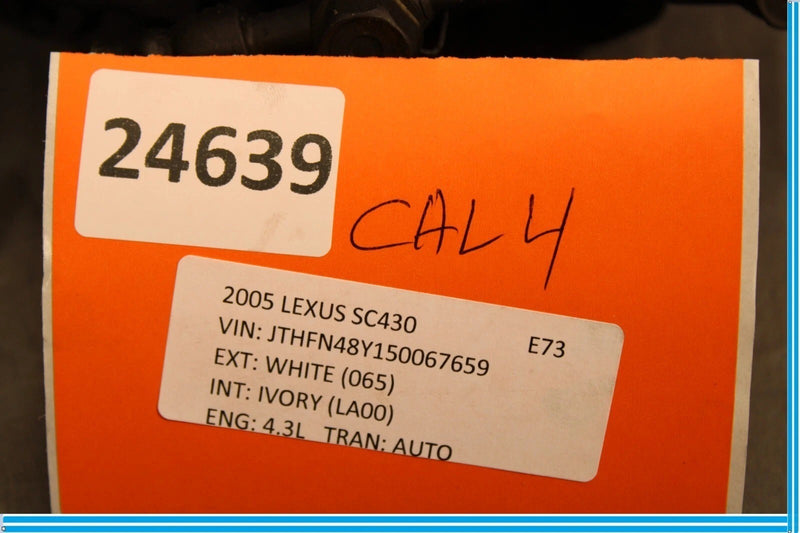 24639
CAL 4
2005 LEXUS SC430
E73
VIN: JTHFN48Y150067659
EXT: WHITE (065)
INT: IVORY (LA00)
ENG: 4.3L TRAN: AUTO